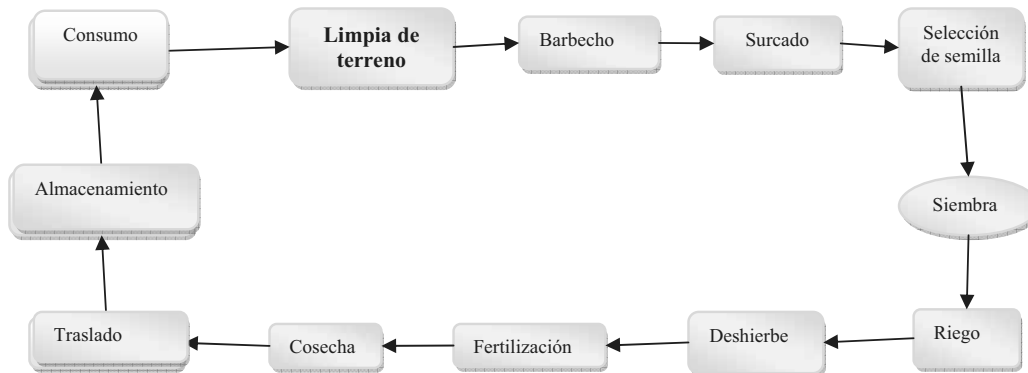 Consumo
Limpia de
terreno
Barbecho
Surcado
Selección
de semilla
Siembra
Riego
Deshierbe
Fertilización
Cosecha
Traslado
Almacenamiento